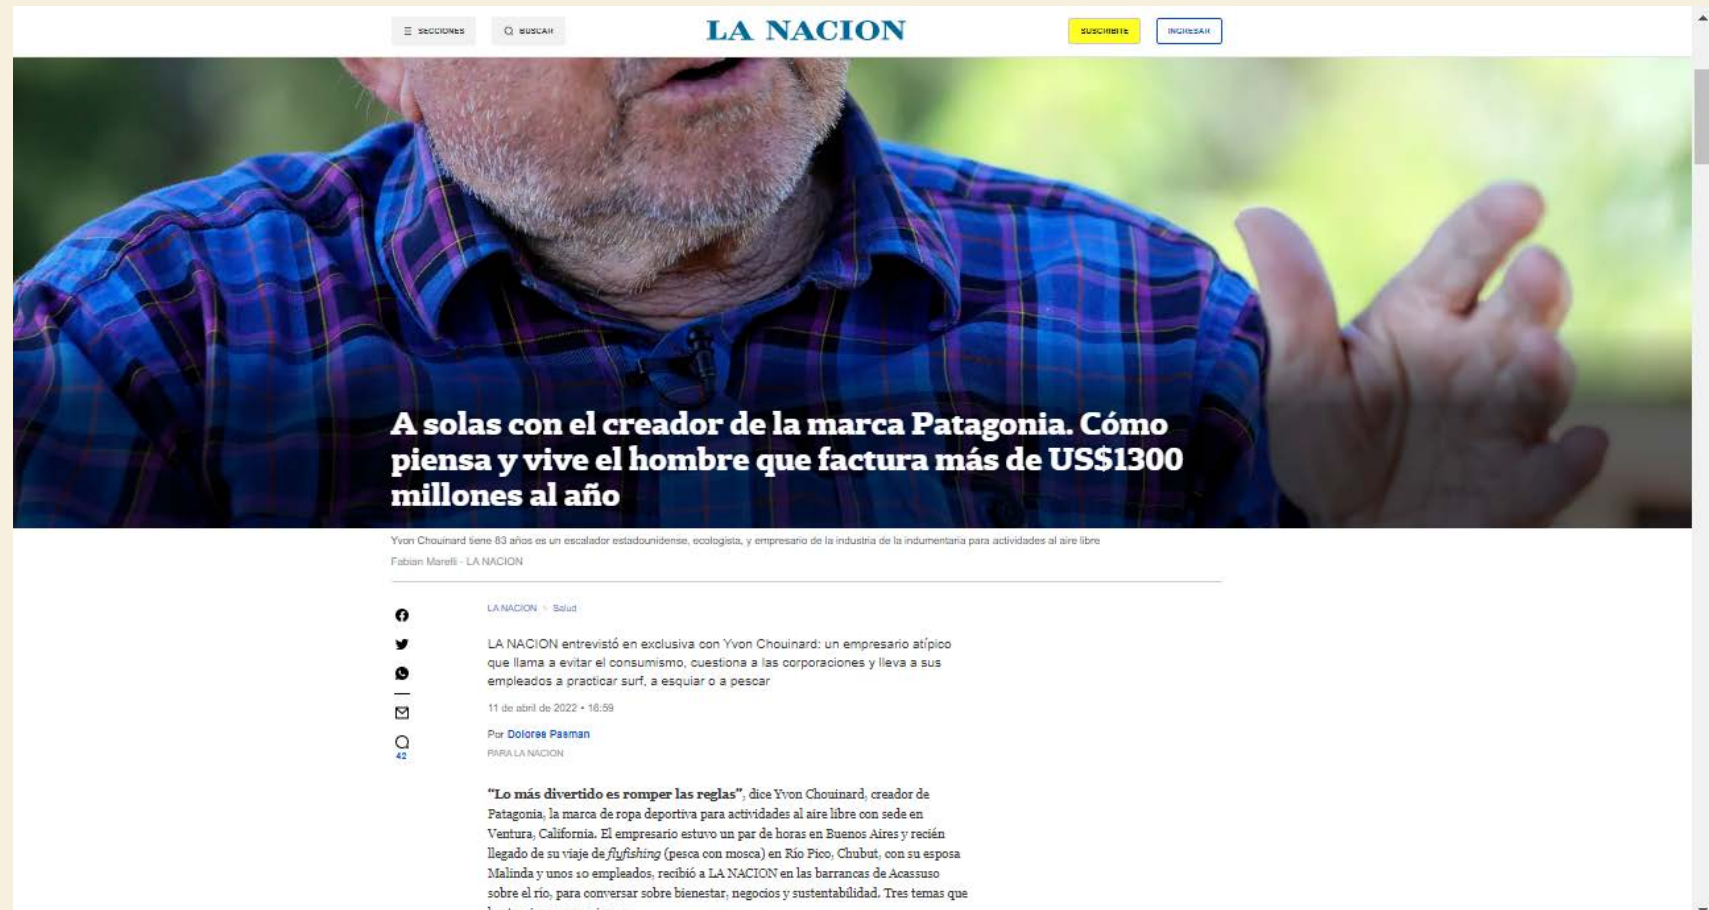 SECCIONES
BUSCAR
LA NACION
SUSCRIBITE
INGRESAR
A solas con el creador de la marca Patagonia. Cómo
piensa y vive el hombre que factura más de US$1300
millones al año
Yvon Chouinard tiene 83 años es un escalador estadounidense, ecologista, y empresario de la industria de la indumentaria para actividades al aire libre
Fabian Marelli - LA NACION
LA NACION > Salud
LA NACION entrevistó en exclusiva con Yvon Chouinard: un empresario atípico
que llama a evitar el consumismo, cuestiona a las corporaciones y lleva a sus
empleados a practicar surf, a esquiar o a pescar
11 de abril de 2022 • 16:59
Por Dolores Pasman
PARA LA NACION
42
“Lo más divertido es romper las reglas”, dice Yvon Chouinard, creador de
Patagonia, la marca de ropa deportiva para actividades al aire libre con sede en
Ventura, California. El empresario estuvo un par de horas en Buenos Aires y recién
llegado de su viaje de flyfishing (pesca con mosca) en Río Pico, Chubut, con su esposa
Malinda y unos 10 empleados, recibió a LA NACION en las barrancas de Acassuso
sobre el río, para conversar sobre bienestar, negocios y sustentabilidad. Tres temas que